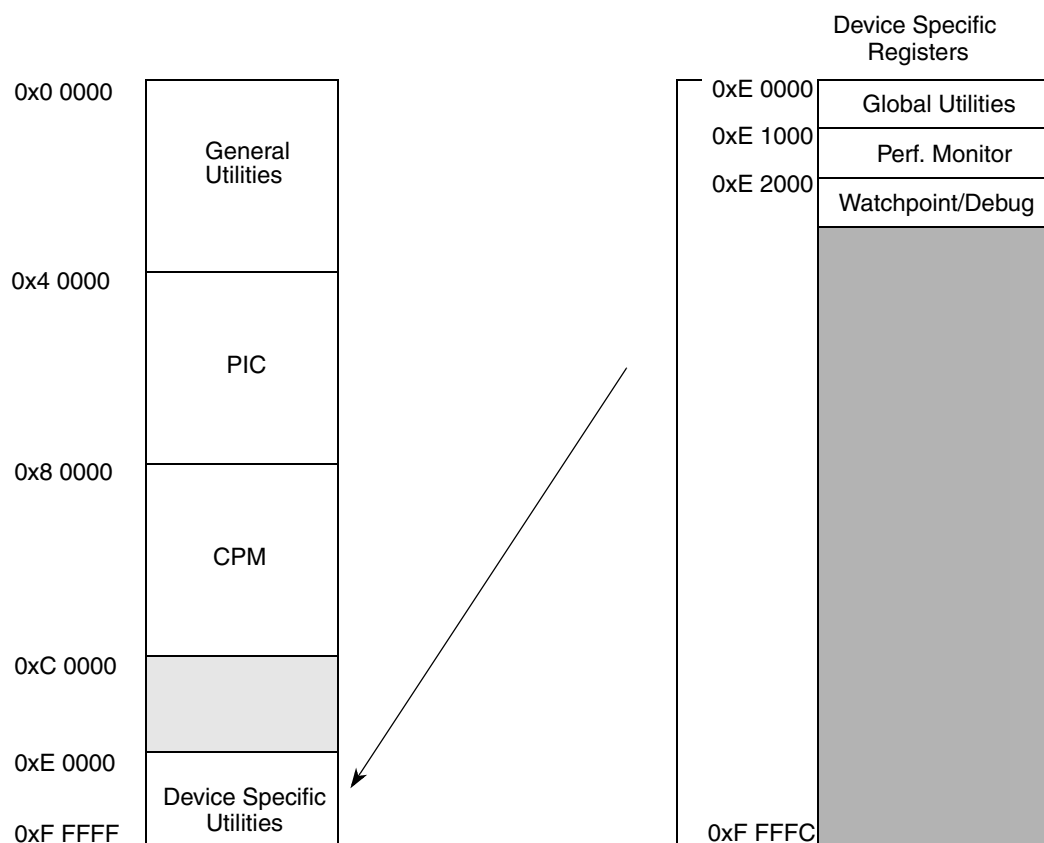 Device Specific
Registers
0x0 0000
General
Utilities
0x4 0000
PIC
0x8 0000
CPM
0xC 0000
0xE 0000
Device Specific
Utilities
0xF FFFF
0xE 0000
Global Utilities
0xE 1000
Perf. Monitor
0xE 2000
Watchpoint/Debug
0xF FFFC